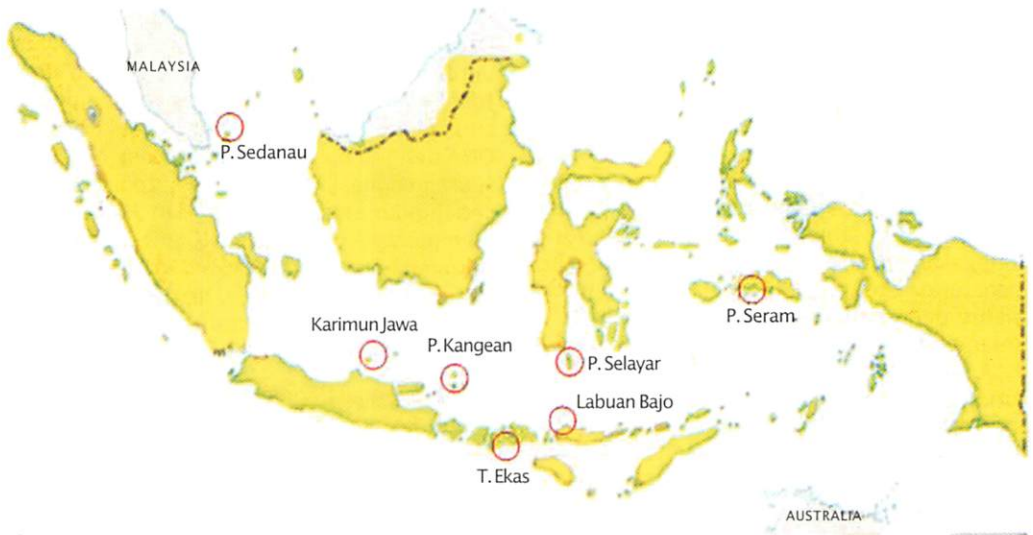 MALAYSIA
P. Sedanau
Karimun Jawa
P. Kangean
P. Seram
P. Selayar
Labuan Bajo
T. Ekas
AUSTRALIA